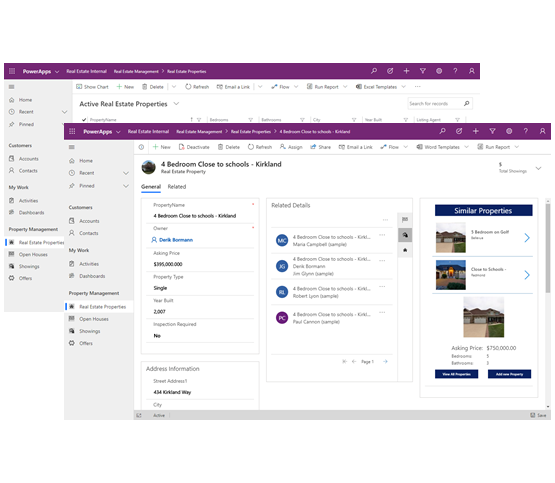 PowerApps Real Estate Internal Real Estate Management > Real Estate Properties
Show Chart + New Delete Refresh Email a Link Flow Run Report Excel Templates ...
Home
Recent
Pinned
Customers
Accounts
Contacts
My Work
Activities
Dashboards
Property Management
Real Estate Properties
Open Houses
Showings
Offers
Active Real Estate Properties
Search for records
PropertyName Bedrooms Bathrooms City Year Built Listing Agent
PowerApps Real Estate Internal Real Estate Management > Real Estate Properties > 4 Bedroom Close to schools - Kirkland
+ New Deactivate Delete Refresh Assign Share Email a Link Flow Word Templates Run Report
Home
Recent
Pinned
Customers
Accounts
Contacts
My Work
Activities
Dashboards
Property Management
Real Estate Properties
Open Houses
Showings
Offers
4 Bedroom Close to schools - Kirkland
Real Estate Property
5
Total Showings
General Related
PropertyName *
4 Bedroom Close to schools - Kirkland
Owner *
Derik Bormann
Asking Price
$395,000.000
Property Type
Single
Year Built
2,007
Inspection Required
No
Address Information
Street Address1
434 Kirkland Way
City
Related Details
...
MC 4 Bedroom Close to schools - Kirkl... ...
Maria Campbell (sample)
JG 4 Bedroom Close to schools - Kirkl... ...
Derik Bormann
Jim Glynn (sample)
RL 4 Bedroom Close to schools - Kirkl... ...
Robert Lyon (sample)
PC 4 Bedroom Close to schools - Kirkl... ...
Paul Cannon (sample)
Page 1
Similar Properties
5 Bedroom on Golf
Bellevue
Close to Schools -
Redmond
Asking Price: $750,000.00
Bedrooms: 5
Bathrooms: 3
View All Properties Add new Property
Active
Save